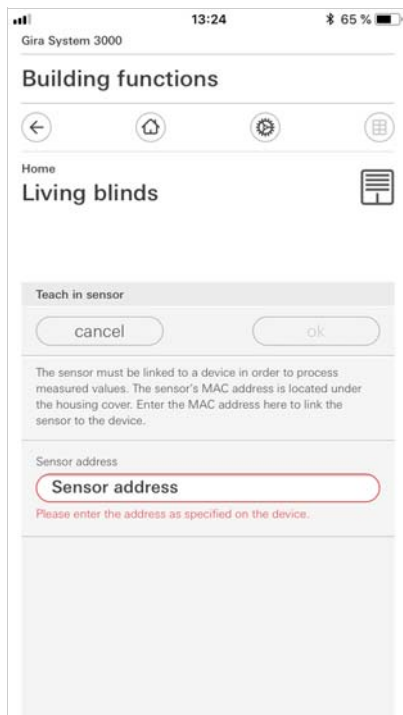 13:24
65 %
Gira System 3000
Building functions
Home
Living blinds
Teach in sensor
cancel
ok
The sensor must be linked to a device in order to process
measured values. The sensor's MAC address is located under
the housing cover. Enter the MAC address here to link the
sensor to the device.
Sensor address
Sensor address
Please enter the address as specified on the device.